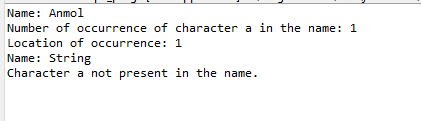 Name: Anmol
Number of occurrence of character a in the name: 1
Location of occurrence: 1
Name: String
Character a not present in the name.